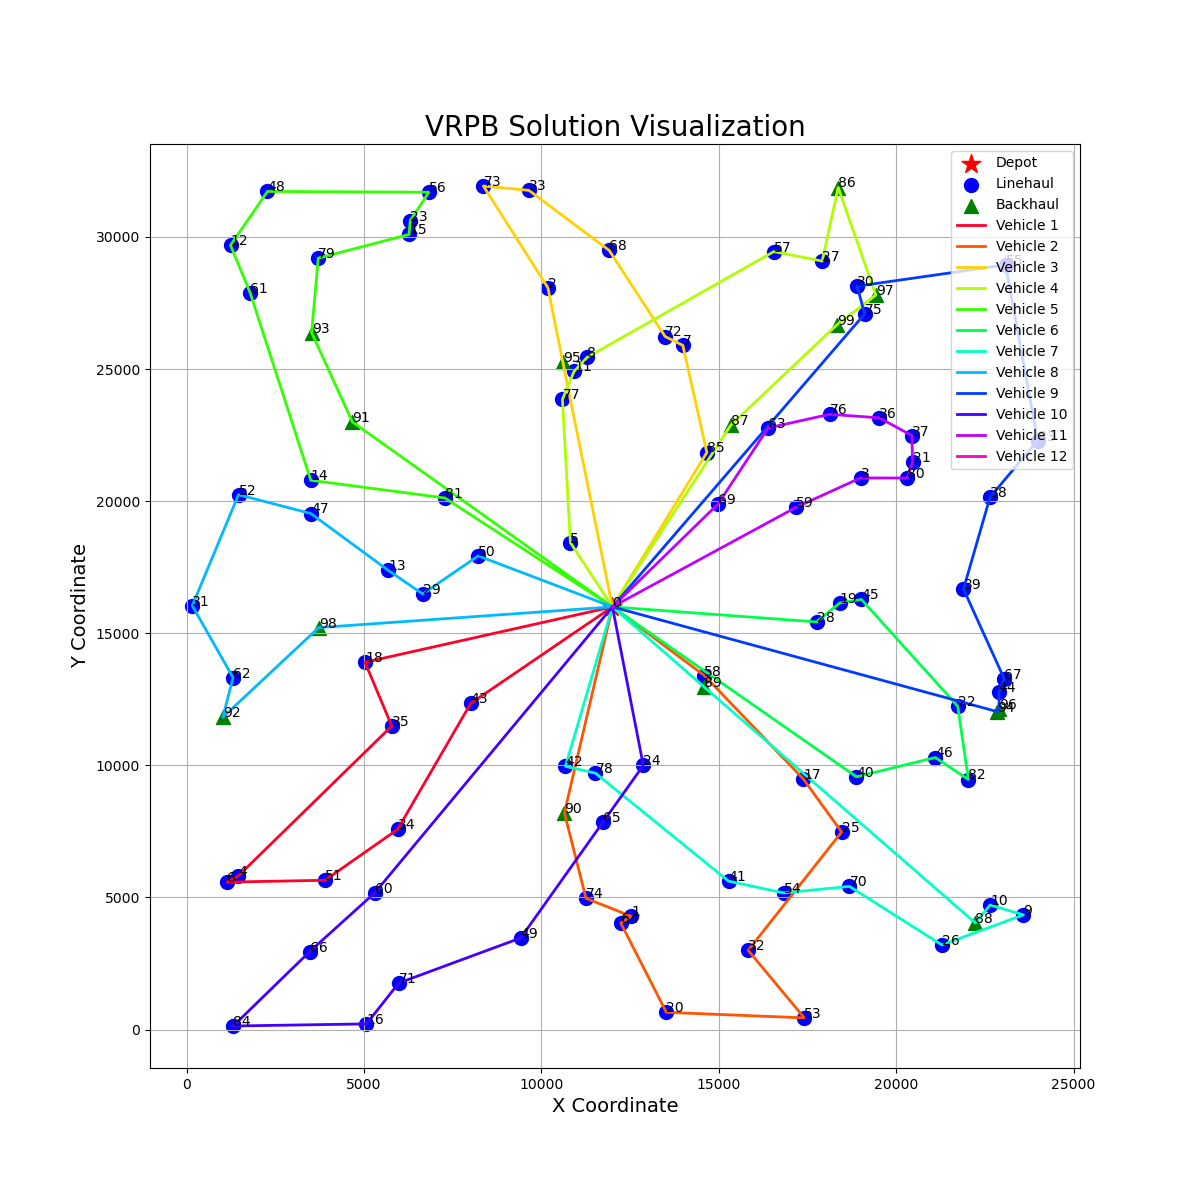 VRPB Solution Visualization
Depot
Linehaul
Backhaul
Vehicle 1
Vehicle 2
Vehicle 3
Vehicle 4
Vehicle 5
Vehicle 6
Vehicle 7
Vehicle 8
Vehicle 9
Vehicle 10
Vehicle 11
Vehicle 12
73 33 86
48 56
23
12 68
79 57 27
55
61 2 30 97
75
93 99
72 7
95 8
11
77
91 87 63 76 36
85 37
21
14 3 80
52 81 38
47 69 59
5
13 50
29 39
31 0 19 45
98 28
18 58 67
62 89 44
92 43 22 96
35
42 78 24 46
17 40 82
90 65 25
34
4 51 60 41 54 70
74 10
1 9
88
49 26
66 32
71
84 16 20 53
30000
25000
20000
15000
10000
5000
0
0 5000 10000 15000 20000 25000
X Coordinate
Y Coordinate